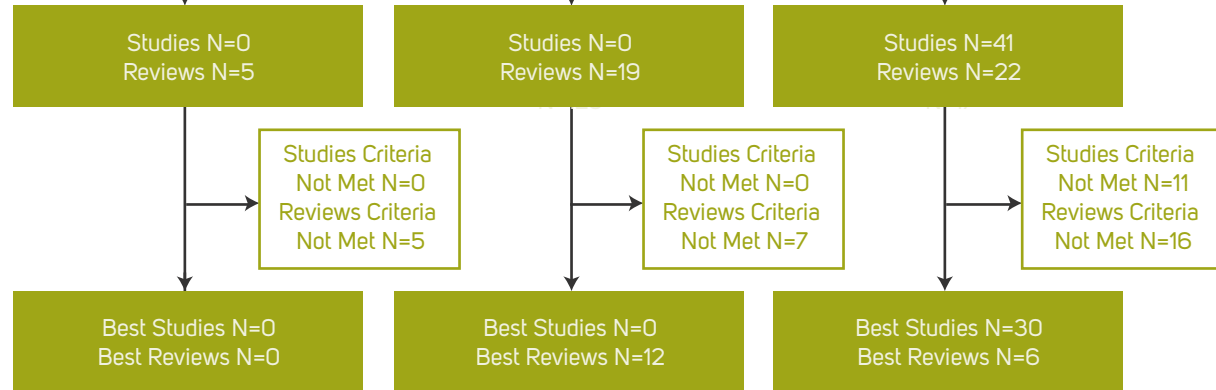 Studies N=0
Reviews N=5
Studies N=0
Reviews N=19
Studies N=41
Reviews N=22
Studies Criteria
Not Met N=0
Reviews Criteria
Not Met N=5
Studies Criteria
Not Met N=0
Reviews Criteria
Not Met N=7
Studies Criteria
Not Met N=11
Reviews Criteria
Not Met N=16
Best Studies N=0
Best Reviews N=0
Best Studies N=0
Best Reviews N=12
Best Studies N=30
Best Reviews N=6